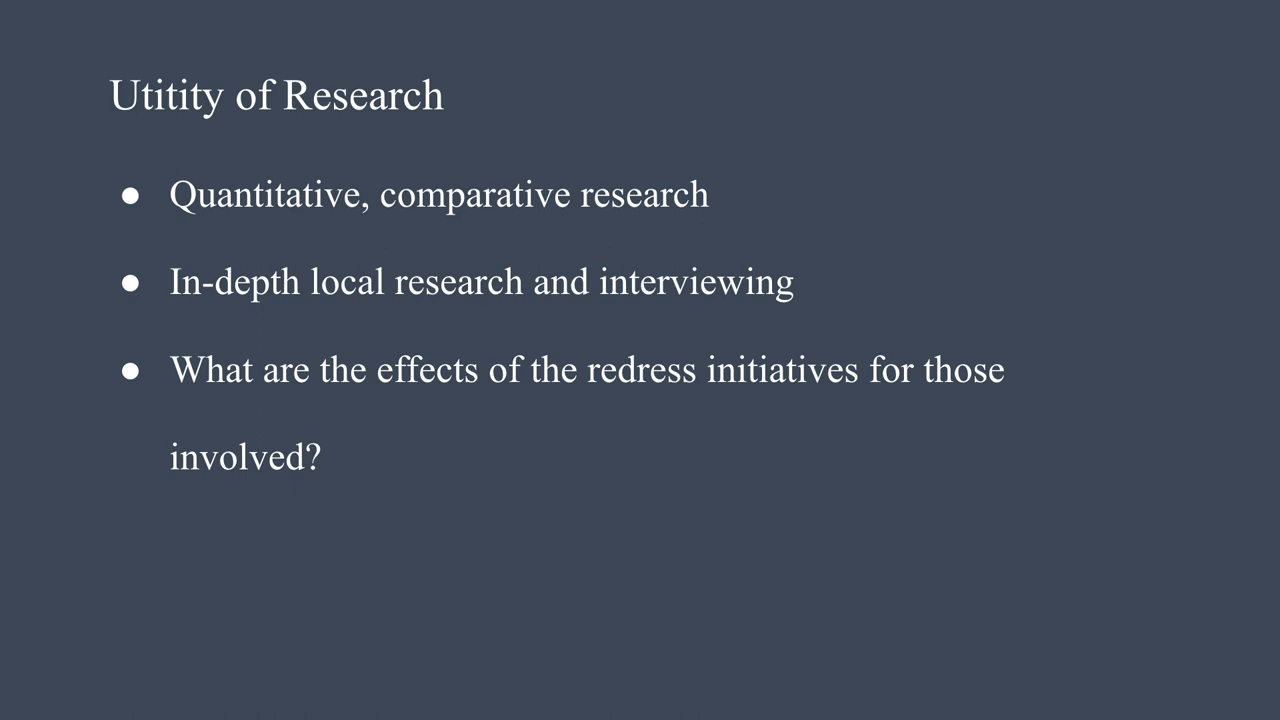 Utitity of Research
● Quantitative, comparative research
● In-depth local research and interviewing
● What are the effects of the redress initiatives for those
involved?